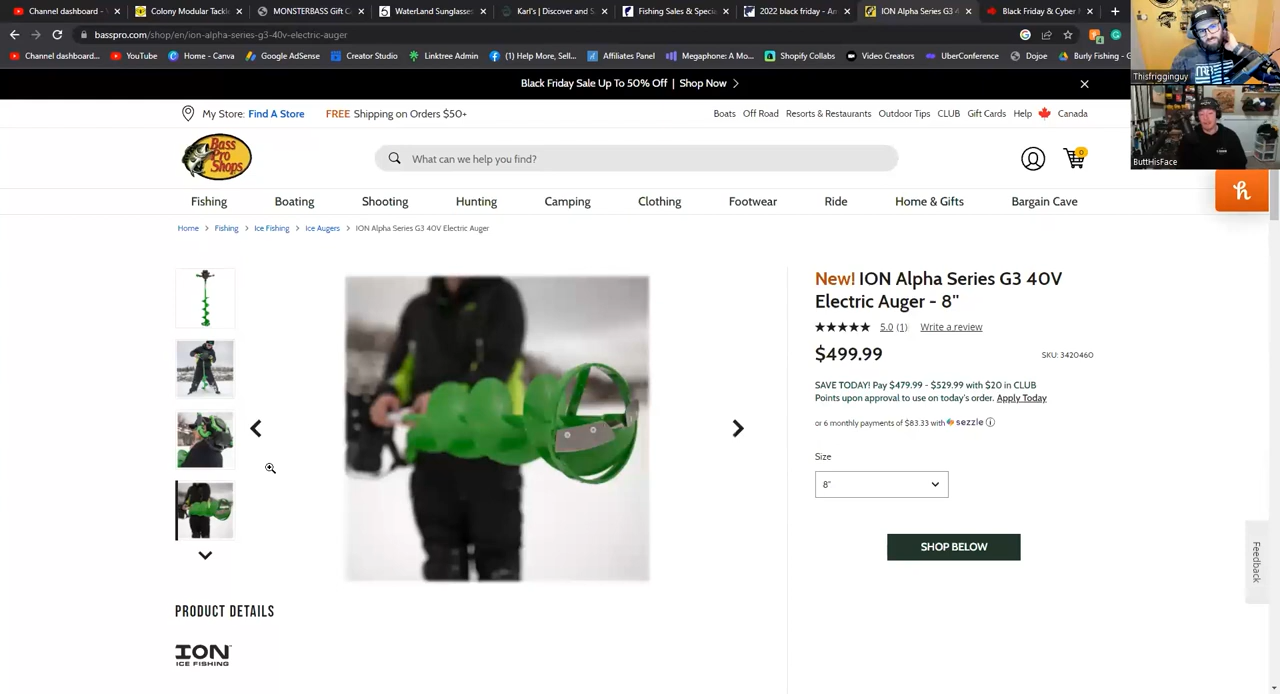 Channel dashboard - Y
Colony Modular Tackle
MONSTERBASS Gift C
WaterLand Sunglasses
Karl's | Discover and S
Fishing Sales & Specia
2022 black friday - An
ION Alpha Series G3 4
Black Friday & Cyber M
basspro.com/shop/en/ion-alpha-series-g3-40v-electric-auger
Channel dashboard...
YouTube
Home - Canva
Google AdSense
Creator Studio
Linktree Admin
(1) Help More, Sell...
Affiliates Panel
Megaphone: A Mo...
Shopify Collabs
Video Creators
UberConference
Dojoe
Burly Fishing - G
Thisfrigginguy
ButtHisFace
Black Friday Sale Up To 50% Off | Shop Now
My Store: Find A Store
FREE Shipping on Orders $50+
Boats Off Road Resorts & Restaurants Outdoor Tips CLUB Gift Cards Help Canada
Bass
Pro
Shops
What can we help you find?
0
Fishing Boating Shooting Hunting Camping Clothing Footwear Ride Home & Gifts Bargain Cave
Home > Fishing > Ice Fishing > Ice Augers > ION Alpha Series G3 40V Electric Auger
New! ION Alpha Series G3 40V
Electric Auger - 8"
5.0 (1) Write a review
$499.99
SKU: 3420460
SAVE TODAY! Pay $479.99 - $529.99 with $20 in CLUB
Points upon approval to use on today's order. Apply Today
or 6 monthly payments of $83.33 with sezzle
Size
8"
SHOP BELOW
Feedback
PRODUCT DETAILS
ION
ICE FISHING